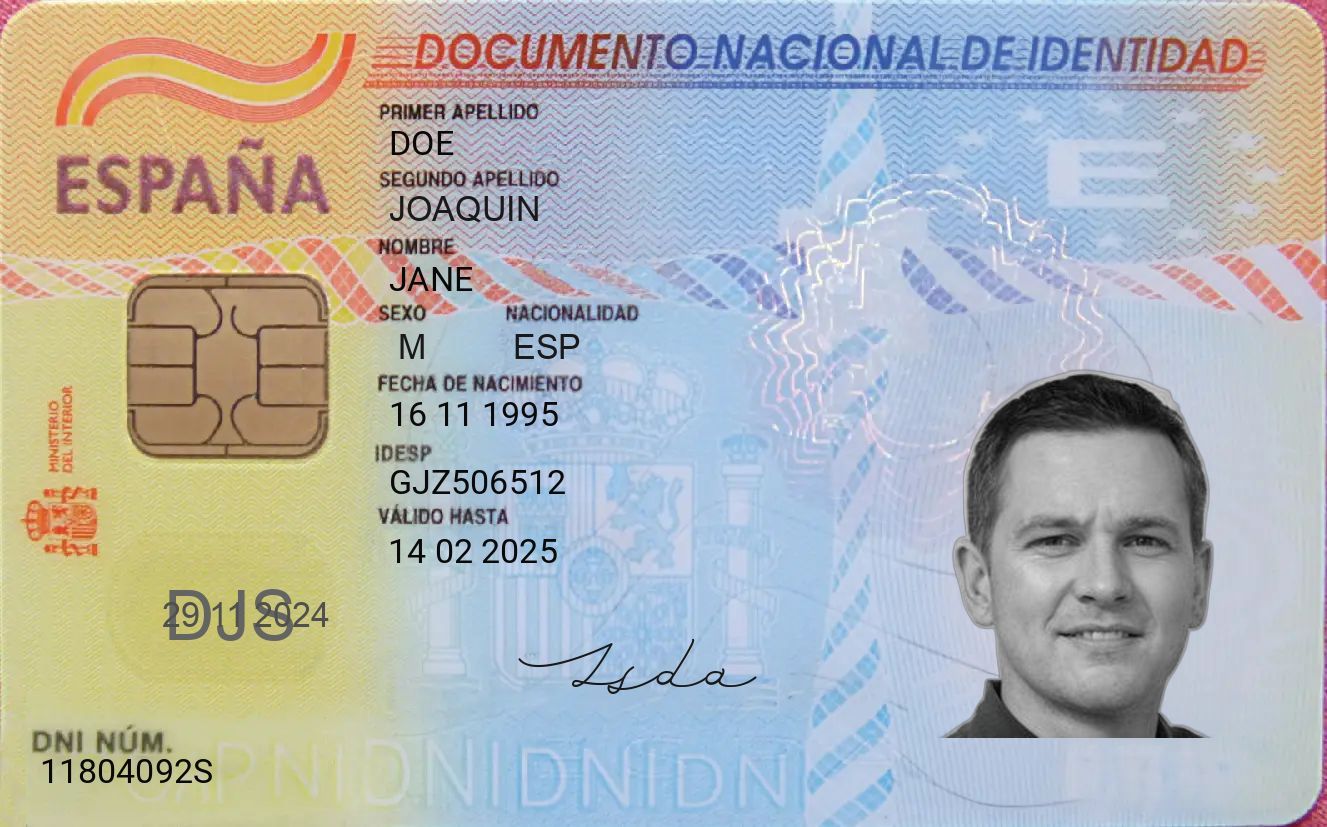 DOCUMENTO NACIONAL DE IDENTIDAD
ESPAÑA
PRIMER APELLIDO
DOE
SEGUNDO APELLIDO
JOAQUIN
NOMBRE
JANE
SEXO NACIONALIDAD
M ESP
FECHA DE NACIMIENTO
16 11 1995
IDESP
GJZ506512
VÁLIDO HASTA
14 02 2025
MINISTERIO
DEL INTERIOR
E
DJS
29 11 2024
DNI NÚM.
11804092S
DNIDNIDNIDNI